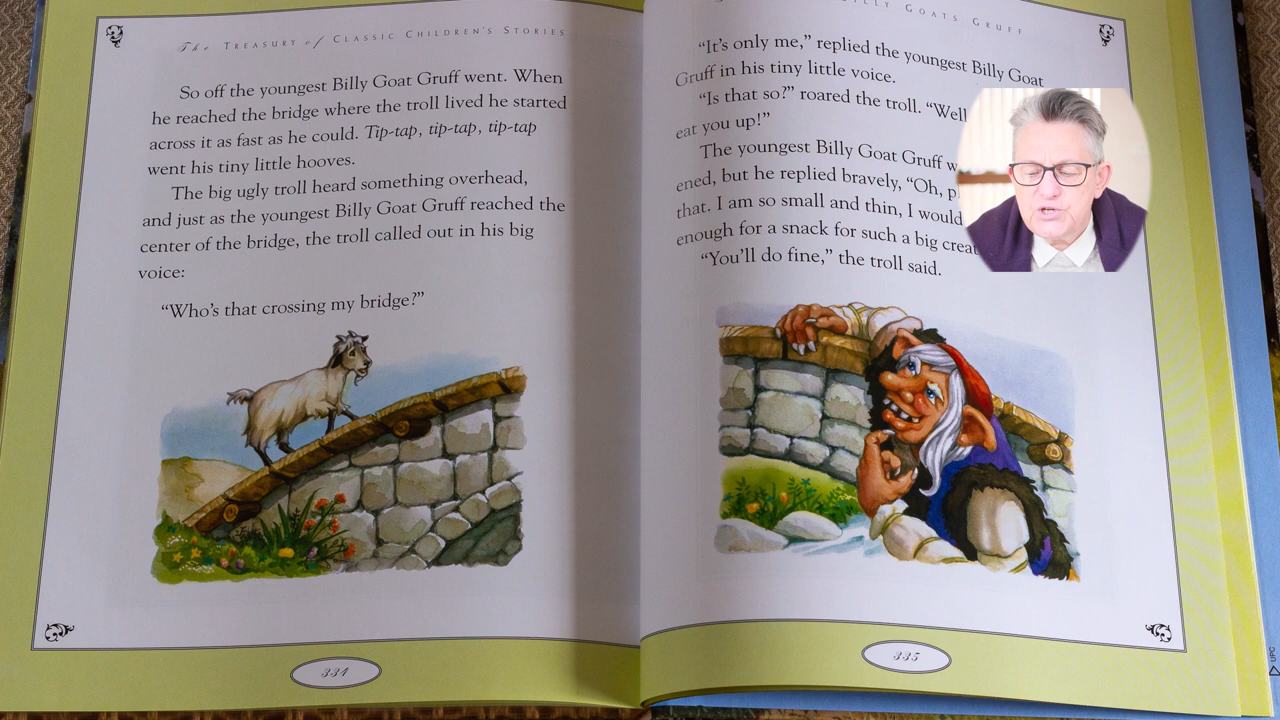 The TREASURY of CLASSIC CHILDREN'S STORIES
So off the youngest Billy Goat Gruff went. When
he reached the bridge where the troll lived he started
across it as fast as he could. Tip-tap, tip-tap, tip-tap
went his tiny little hooves.
The big ugly troll heard something overhead,
and just as the youngest Billy Goat Gruff reached the
center of the bridge, the troll called out in his big
voice:
“Who's that crossing my bridge?”
334
BILLY GOATS GRUFF
“It's only me,” replied the youngest Billy Goat
Gruff in his tiny little voice.
“Is that so?” roared the troll. “Well
eat you up!”
The youngest Billy Goat Gruff
ened, but he replied bravely, “Oh,
that. I am so small and thin, I would
enough for a snack for such a big
“You'll do fine,” the troll said.
335
UPC